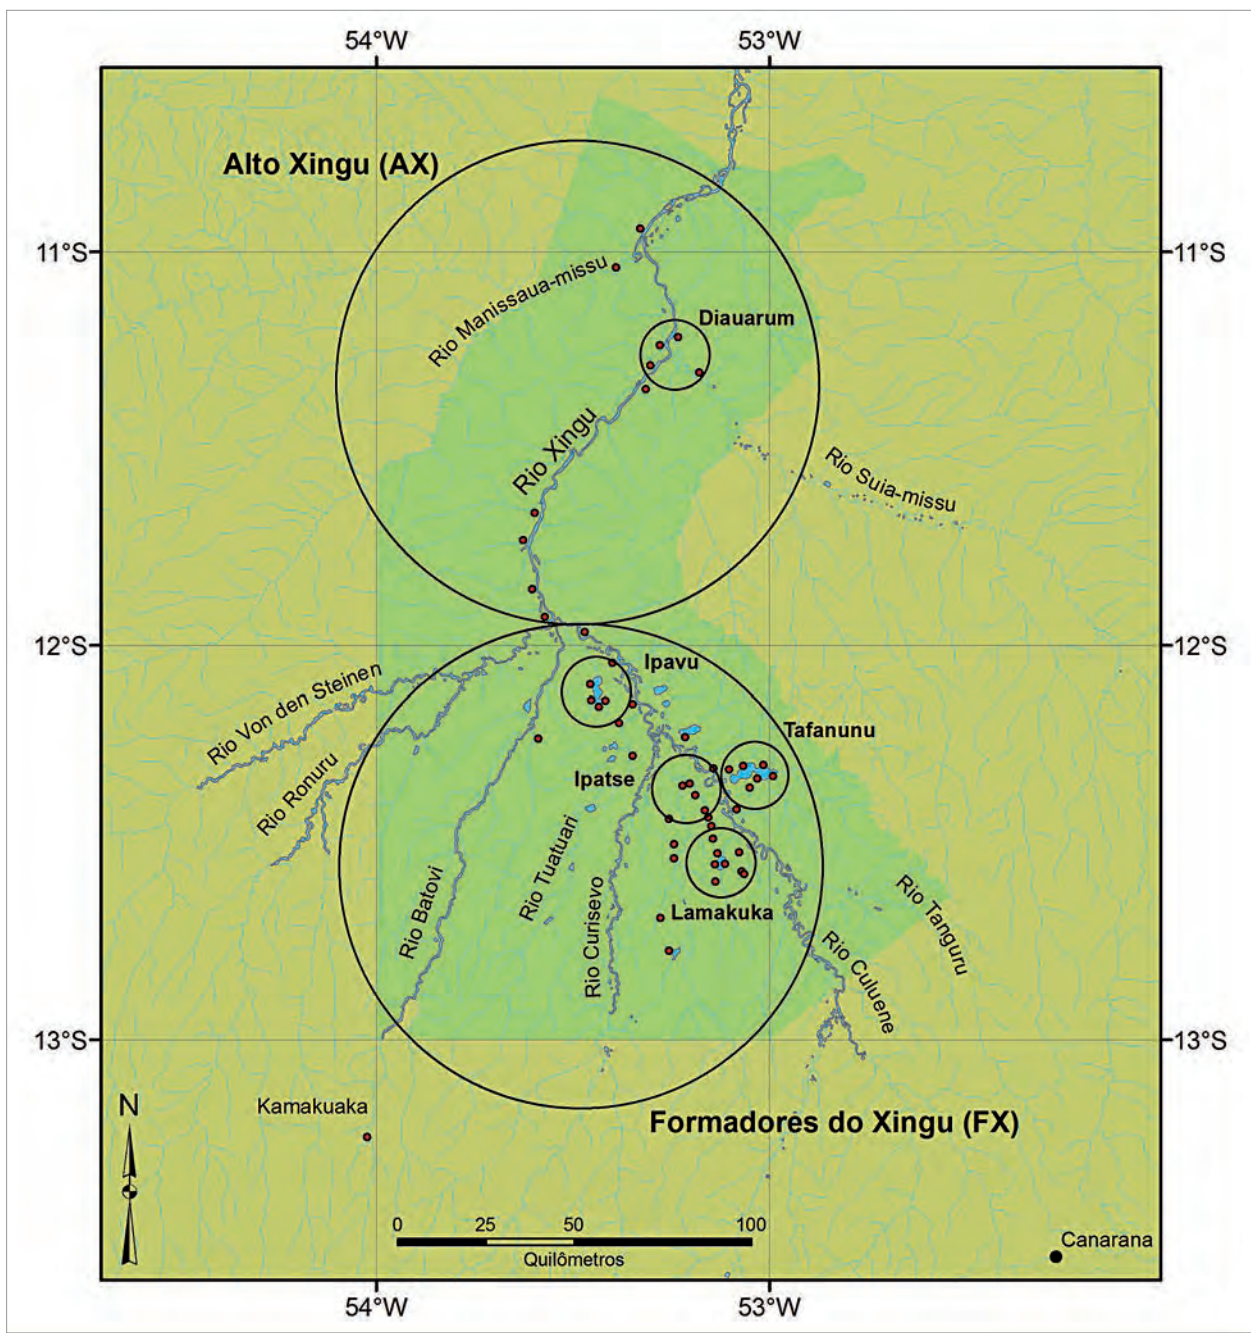 54°W
53°W
Alto Xingu (AX)
11°S
11°S
Rio Manissaua-missu
Diauarum
Rio Xingu
Rio Suia-missu
12°S
12°S
Ipavu
Rio Von den Steinen
Tafanunu
Rio Ronuru
Ipatse
Rio Batovi
Rio Tuatuari
Rio Curisevo
Lamakuka
Rio Tanguru
Rio Culuene
13°S
13°S
Kamakuaka
Formadores do Xingu (FX)
N
0 25 50 100
Quilômetros
Canarana
54°W
53°W